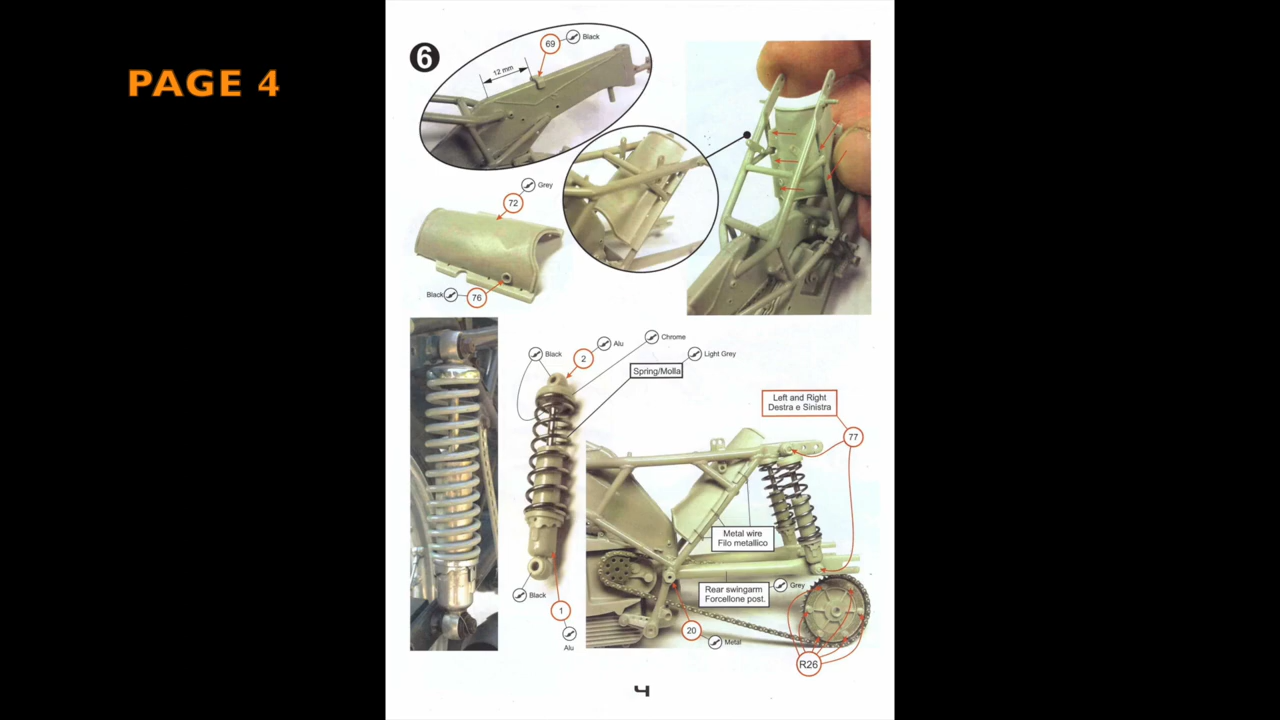 PAGE 4
6
69
Black
12 mm
Grey
72
Black
76
Black
2
Alu
Chrome
Spring/Molla
Light Grey
Left and Right
Destra e Sinistra
77
Metal wire
Filo metallico
Rear swingarm
Forcellone post.
Grey
Black
1
Alu
20
Metal
R26
4